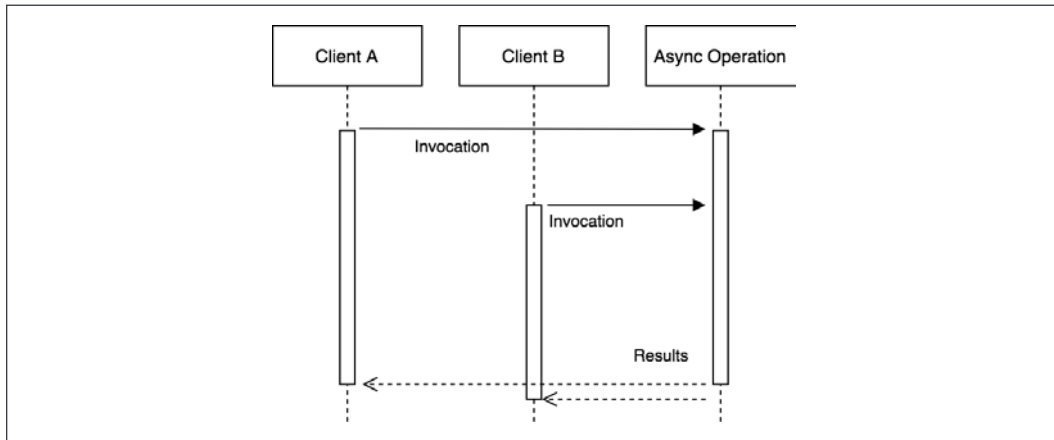 Client A
Client B
Async Operation
Invocation
Invocation
Results